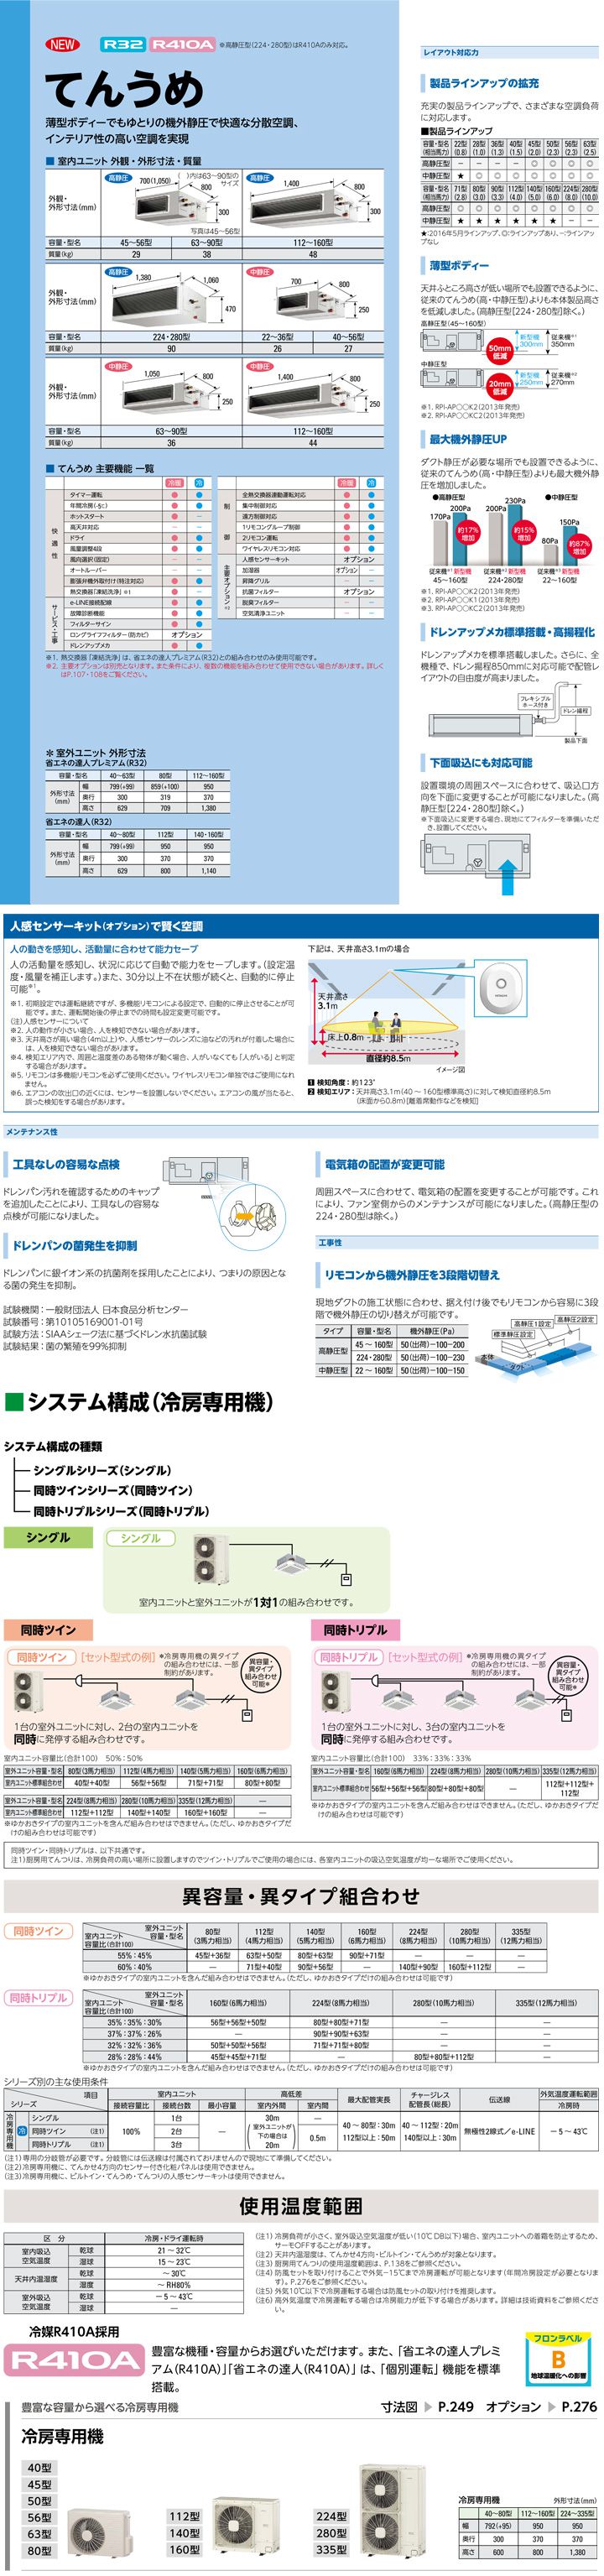 NEW
R32 R410A ※高静圧型(224・280型)はR410Aのみ対応。
てんうめ
薄型ボディーでもゆとりの機外静圧で快適な分散空調、
インテリア性の高い空調を実現
■ 室内ユニット 外観・外形寸法・質量
外観・
外形寸法(mm)
高静圧 700(1,050) 800 300
( )内は63~90型の
サイズ
写真は45~56型
高静圧 1,400 800 300
容量・型名 45~56型 63~90型 112~160型
質量(kg) 29 38 48
外観・
外形寸法(mm)
高静圧 1,380 1,060 470
中静圧 700 800 250
容量・型名 224・280型 22~36型 40~56型
質量(kg) 90 26 27
外観・
外形寸法(mm)
中静圧 1,050 800 250
中静圧 1,400 800 250
容量・型名 63~90型 112~160型
質量(kg) 36 44
■ てんうめ 主要機能 一覧
冷暖 冷
快適性
タイマー運転 ● ●
年間冷房(-5℃) ● ●
ホットスタート ● −
高天井対応 − −
ドライ ● ●
風量調整4段 ● ●
風向選択(固定) − −
オートルーバー − −
膨張弁機外取付け(特注対応) ● ●
熱交換器「凍結洗浄」※1 ● −
サービス・工事
e-LINE接続配線 ● ●
故障診断機能 ● ●
フィルターサイン ● ●
ロングライフフィルター(防カビ) オプション
ドレンアップメカ ● ●
冷暖 冷
制御
全熱交換器連動運転対応 ● ●
集中制御対応 ● ●
遠方制御対応 ● ●
1リモコングループ制御 ● ●
2リモコン運転 ● ●
ワイヤレスリモコン対応 ● ●
主要オプション※2
人感センサーキット オプション
加湿器 オプション −
昇降グリル − −
抗菌フィルター オプション
脱臭フィルター − −
空気清浄ユニット − −
※1. 熱交換器「凍結洗浄」は、省エネの達人プレミアム(R32)との組み合わせのみ使用可能です。
※2. 主要オプションは別売となります。また条件により、複数の機能を組み合わせて使用できない場合があります。詳しく
はP.107・108をご覧ください。
＊ 室外ユニット 外形寸法
省エネの達人プレミアム(R32)
容量・型名 40~63型 80型 112~160型
外形寸法
(mm)
幅 799(+99) 859(+100) 950
奥行 300 319 370
高さ 629 709 1,380
省エネの達人(R32)
容量・型名 40~80型 112型 140・160型
外形寸法
(mm)
幅 799(+99) 950 950
奥行 300 370 370
高さ 629 800 1,140
レイアウト対応力
製品ラインアップの拡充
充実の製品ラインアップで、さまざまな空調負荷
に対応します。
■製品ラインアップ
容量・型名 22型 28型 36型 40型 45型 50型 56型 63型
(相当馬力) (0.8) (1.0) (1.3) (1.5) (2.0) (2.3) (2.3) (2.5)
高静圧型 − − − − ◎ ◎ ◎ ◎
中静圧型 ★ ◎ ◎ ◎ ◎ ◎ ◎ ◎
容量・型名 71型 80型 90型 112型 140型 160型 224型 280型
(相当馬力) (2.8) (3.0) (3.3) (4.0) (5.0) (6.0) (8.0) (10.0)
高静圧型 ◎ ◎ ◎ ◎ ◎ ◎ ◎ ◎
中静圧型 ★ ★ ★ ★ ★ ★ − −
★:2016年5月ラインアップ、◎:ラインアップあり、−:ラインアッ
プなし
薄型ボディー
天井ふところ高さが低い場所でも設置できるように、
従来のてんうめ(高・中静圧型)よりも本体製品高さ
を低減しました。(高静圧型[224・280型]除く。)
高静圧型(45~160型)
50mm
低減
新型機
300mm
従来機※1
350mm
中静圧型
20mm
低減
新型機
250mm
従来機※2
270mm
※1. RPI-AP○○K2(2013年発売)
※2. RPI-AP○○KC2(2013年発売)
最大機外静圧UP
ダクト静圧が必要な場所でも設置できるように、
従来のてんうめ(高・中静圧型)よりも最大機外静
圧を増加しました。
●高静圧型 ●中静圧型
170Pa 200Pa 約17%増加
200Pa 230Pa 約15%増加
80Pa 150Pa 約87%増加
従来機※1 新型機 従来機※2 新型機 従来機※3 新型機
45~160型 224・280型 22~160型
※1. RPI-AP○○K2(2013年発売)
※2. RPI-AP○○K1(2013年発売)
※3. RPI-AP○○KC2(2013年発売)
ドレンアップメカ標準搭載・高揚程化
ドレンアップメカを標準搭載しました。さらに、全
機種で、ドレン揚程850mmに対応可能で配管レ
イアウトの自由度が高まりました。
フレキシブル
ホース付き
ドレン揚程
製品下面
下面吸込にも対応可能
設置環境の周囲スペースに合わせて、吸込口方
向を下面に変更することが可能になりました。(高
静圧型[224・280型]除く。)
※下面吸込に変更する場合、現地にてフィルターを準備いただ
き、設置してください。
人感センサーキット(オプション)で賢く空調
人の動きを感知し、活動量に合わせて能力セーブ
人の活動量を感知し、状況に応じて自動で能力をセーブします。(設定温
度・風量を補正します。)また、30分以上不在状態が続くと、自動的に停止
可能※1。
※1. 初期設定では運転継続ですが、多機能リモコンによる設定で、自動的に停止させることが可
能です。また、運転開始後の停止までの時間も設定変更可能です。
(注)人感センサーについて
※2. 人の動作が小さい場合、人を検知できない場合があります。
※3. 天井高さが高い場合(4m以上)や、人感センサーのレンズに油などの汚れが付着した場合に
は、人を検知できない場合があります。
※4. 検知エリア内で、周囲と温度差のある物体が動く場合、人がいなくても「人がいる」と判定
する場合があります。
※5. リモコンは多機能リモコンを必ずご使用ください。ワイヤレスリモコン単独ではご使用になれ
ません。
※6. エアコンの吹出口の近くには、センサーを設置しないでください。エアコンの風が当たると、
誤った検知をする場合があります。
下記は、天井高さ3.1mの場合
天井高さ
3.1m
床上0.8m
直径約8.5m
HITACHI
イメージ図
1 検知角度:約123°
2 検知エリア:天井高さ3.1m(40~160型標準高さ)に対して検知直径約8.5m
(床面から0.8m)[離着席動作などを検知]
メンテナンス性
工具なしの容易な点検
ドレンパン汚れを確認するためのキャップ
を追加したことにより、工具なしの容易な
点検が可能になりました。
ドレンパンの菌発生を抑制
ドレンパンに銀イオン系の抗菌剤を採用したことにより、つまりの原因とな
る菌の発生を抑制。
試験機関:一般財団法人 日本食品分析センター
試験番号:第10105169001-01号
試験方法:SIAAシェーク法に基づくドレン水抗菌試験
試験結果:菌の繁殖を99%抑制
電気箱の配置が変更可能
周囲スペースに合わせて、電気箱の配置を変更することが可能です。これ
により、ファン室側からのメンテナンスが可能になりました。(高静圧型の
224・280型は除く。)
工事性
リモコンから機外静圧を3段階切替え
現地ダクトの施工状態に合わせ、据え付け後でもリモコンから容易に3段
階で機外静圧の切り替えが可能です。
タイプ 容量・型名 機外静圧(Pa)
高静圧型 45～160型 50(出荷)−100−200
224・280型 50(出荷)−100−230
中静圧型 22～160型 50(出荷)−100−150
高静圧2設定
高静圧1設定
標準静圧設定
本体
ダクト
■システム構成(冷房専用機)
システム構成の種類
シングルシリーズ(シングル)
同時ツインシリーズ(同時ツイン)
同時トリプルシリーズ(同時トリプル)
シングル
シングル
室内ユニットと室外ユニットが1対1の組み合わせです。
同時ツイン
同時ツイン [セット型式の例] ※冷房専用機の異タイプ
の組み合わせには、一部
制約があります。
異容量・
異タイプ
組み合わせ
可能※
1台の室外ユニットに対し、2台の室内ユニットを
同時に発停する組み合わせです。
室内ユニット容量比(合計100) 50%:50%
室外ユニット容量・型名 80型(3馬力相当) 112型(4馬力相当) 140型(5馬力相当) 160型(6馬力相当)
室内ユニット標準組合わせ 40型+40型 56型+56型 71型+71型 80型+80型
室外ユニット容量・型名 224型(8馬力相当) 280型(10馬力相当) 335型(12馬力相当) —
室内ユニット標準組合わせ 112型+112型 140型+140型 160型+160型 —
※ゆかおきタイプの室内ユニットを含んだ組み合わせはできません。(ただし、ゆかおきタイプだ
けの組み合わせは可能です)
同時トリプル
同時トリプル [セット型式の例] ※冷房専用機の異タイプ
の組み合わせには、一部
制約があります。
異容量・
異タイプ
組み合わせ
可能※
1台の室外ユニットに対し、3台の室内ユニットを
同時に発停する組み合わせです。
室内ユニット容量比(合計100) 33%:33%:33%
室外ユニット容量・型名 160型(6馬力相当) 224型(8馬力相当) 280型(10馬力相当) 335型(12馬力相当)
室内ユニット標準組合わせ 56型+56型+56型 80型+80型+80型 — 112型+112型+
112型
※ゆかおきタイプの室内ユニットを含んだ組み合わせはできません。(ただし、ゆかおきタイプだ
けの組み合わせは可能です)
同時ツイン・同時トリプルは、以下共通です。
注1)厨房用てんつりは、冷房負荷の高い場所に設置しますのでツイン・トリプルでご使用の場合には、各室内ユニットの吸込空気温度が均一な場所でご使用ください。
異容量・異タイプ組合わせ
同時ツイン
室外ユニット
容量・型名
室内ユニット
容量比(合計100)
80型 112型 140型 160型 224型 280型 335型
(3馬力相当) (4馬力相当) (5馬力相当) (6馬力相当) (8馬力相当) (10馬力相当) (12馬力相当)
55%:45% 45型+36型 63型+50型 80型+63型 90型+71型 — — —
60%:40% — 71型+40型 90型+56型 — 140型+90型 160型+112型 —
※ゆかおきタイプの室内ユニットを含んだ組み合わせはできません。(ただし、ゆかおきタイプだけの組み合わせは可能です)
同時トリプル
室外ユニット
容量・型名
室内ユニット
容量比(合計100)
160型(6馬力相当) 224型(8馬力相当) 280型(10馬力相当) 335型(12馬力相当)
35%:35%:30% 56型+56型+50型 80型+80型+71型 — —
37%:37%:26% — 90型+90型+63型 — —
32%:32%:36% 50型+50型+56型 71型+71型+80型 — —
28%:28%:44% 45型+45型+71型 — 80型+80型+112型 —
※ゆかおきタイプの室内ユニットを含んだ組み合わせはできません。(ただし、ゆかおきタイプだけの組み合わせは可能です)
シリーズ別の主な使用条件
項目 シリーズ
室内ユニット 高低差 最大配管実長 チャージレス
配管長(総長) 伝送線 外気温度運転範囲
接続容量比 接続台数 最小容量 室内外間 室内間 冷房時
冷房専用機 冷
シングル 1台 —
同時ツイン (注1) 2台
同時トリプル (注1) 3台
100% —
30m
(室外ユニットが
下の場合は
20m)
0.5m
40～80型:30m
112型以上:50m
40～112型:20m
140型以上:30m
無極性2線式/e-LINE
−5～43℃
(注1)専用の分岐管が必要です。分岐管には伝送線は付属されておりませんので現地にて準備してください。
(注2)冷房専用機に、てんかせ4方向のセンサー付き化粧パネルは使用できません。
(注3)冷房専用機に、ビルトイン・てんうめ・てんつりの人感センサーキットは使用できません。
使用温度範囲
区 分 冷房・ドライ運転時
室内吸込
空気温度
乾球 21～32℃
湿球 15～23℃
天井内温湿度
乾球 ～30℃
湿度 ～RH80%
室外吸込
空気温度
乾球 −5～43℃
湿球 —
(注1) 冷房負荷が小さく、室外吸込空気温度が低い(10℃DB以下)場合、室内ユニットへの着霜を防止するため、
サーモOFFすることがあります。
(注2) 天井内温湿度は、てんかせ4方向・ビルトイン・てんうめが対象となります。
(注3) 厨房用てんつりの使用温度範囲は、P.138をご参照ください。
(注4) 防風セットを取り付けることで外気−15℃まで冷房運転が可能となります(年間冷房設定が必要となりま
す)。P.276をご参照ください。
(注5) 外気10℃以下で冷房運転する場合は防風セットの取り付けを推奨します。
(注6) 高外気温度で冷房運転する場合は冷房能力が低下する場合があります。詳細は技術資料をご参照くださ
い。
冷媒R410A採用
R410A
豊富な機種・容量からお選びいただけます。また、「省エネの達人プレミ
アム(R410A)」「省エネの達人(R410A)」は、「個別運転」機能を標準
搭載。
フロンラベル
B
地球温暖化への影響
豊富な容量から選べる冷房専用機
寸法図 ▶ P.249 オプション ▶ P.276
冷房専用機
40型
45型
50型
56型
63型
80型
112型
140型
160型
224型
280型
335型
冷房専用機 外形寸法(mm)
40~80型 112~160型 224~335型
幅 792(+95) 950 950
奥行 300 370 370
高さ 600 800 1,380